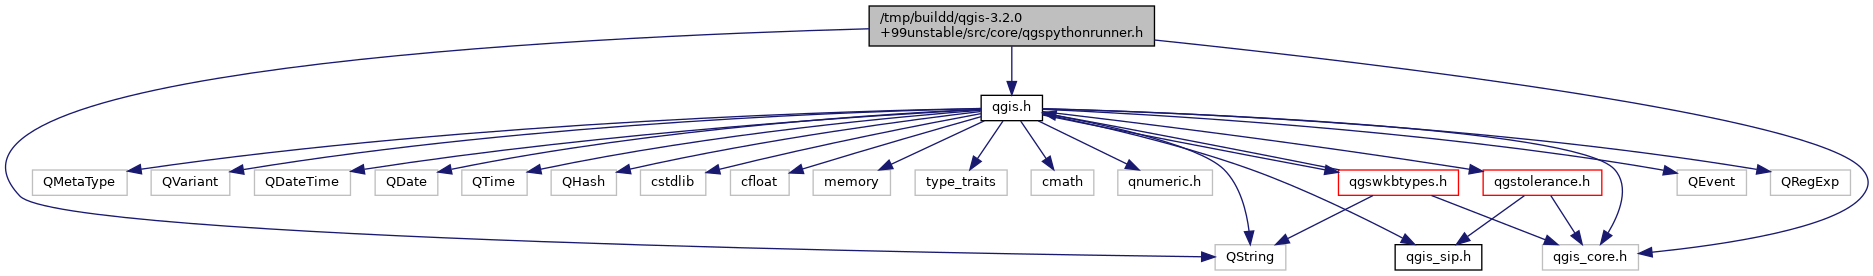 /tmp/buildd/qgis-3.2.0
+99unstable/src/core/qgspythonrunner.h
qgis.h
QMetaType
QVariant
QDateTime
QDate
QTime
QHash
cstdlib
cfloat
memory
type_traits
cmath
qnumeric.h
qgswkbtypes.h
qgstolerance.h
QEvent
QRegExp
QString
qgis_sip.h
qgis_core.h